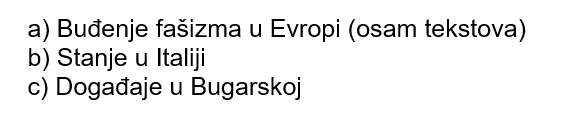 a) Buđenje fašizma u Evropi (osam tekstova)
b) Stanje u Italiji
c) Događaje u Bugarskoj